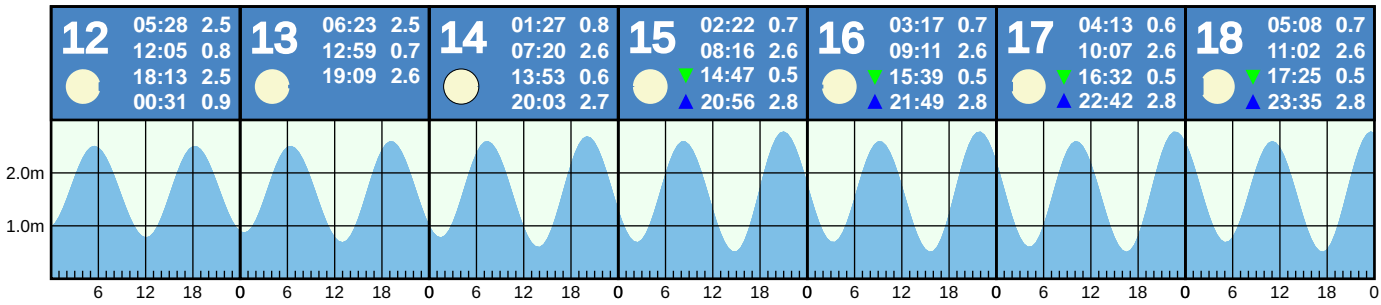 12
05:28 2.5
12:05 0.8
18:13 2.5
00:31 0.9
13
06:23 2.5
12:59 0.7
19:09 2.6
14
01:27 0.8
07:20 2.6
13:53 0.6
20:03 2.7
15
02:22 0.7
08:16 2.6
▼ 14:47 0.5
▲ 20:56 2.8
16
03:17 0.7
09:11 2.6
▼ 15:39 0.5
▲ 21:49 2.8
17
04:13 0.6
10:07 2.6
▼ 16:32 0.5
▲ 22:42 2.8
18
05:08 0.7
11:02 2.6
▼ 17:25 0.5
▲ 23:35 2.8
2.0m
1.0m
6 12 18 0 6 12 18 0 6 12 18 0 6 12 18 0 6 12 18 0 6 12 18 0 6 12 18 0